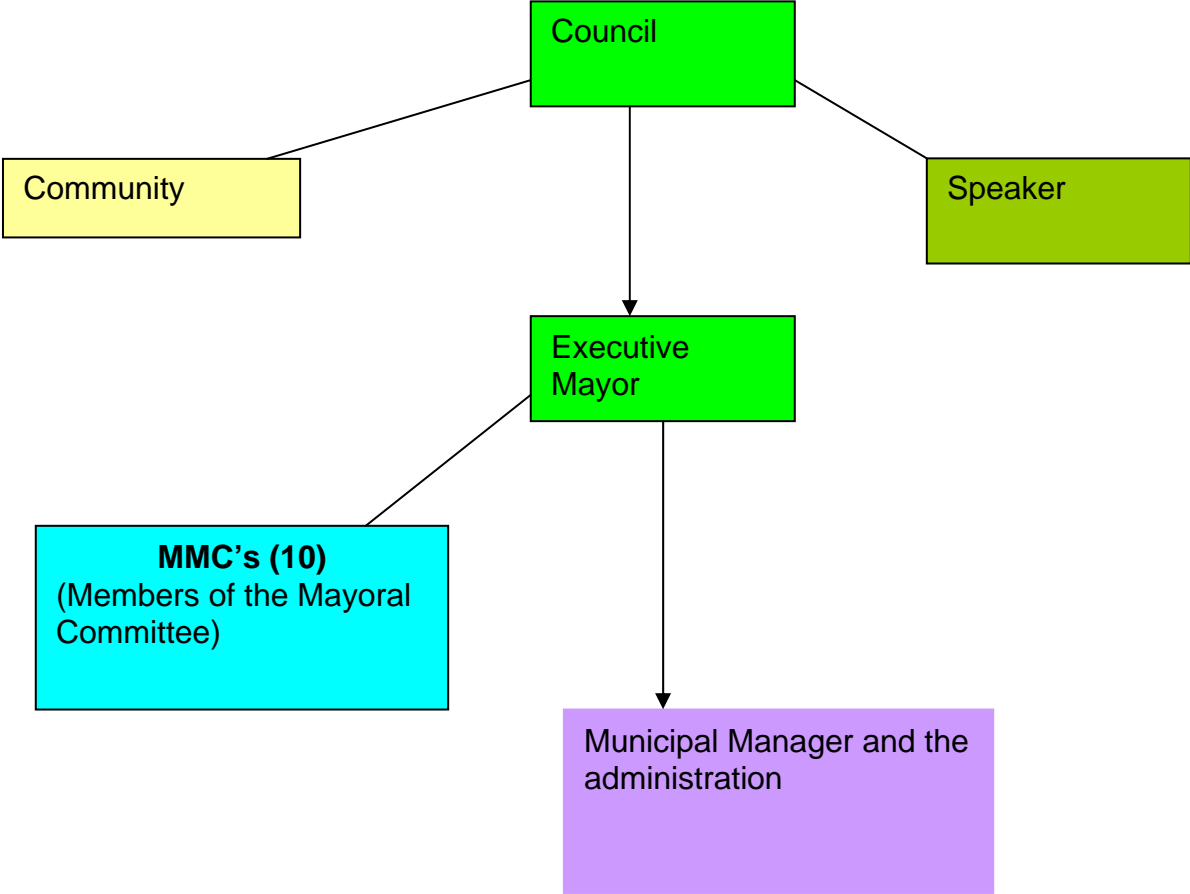 Council
Community
Speaker
Executive
Mayor
MMC’s (10)
(Members of the Mayoral
Committee)
Municipal Manager and the
administration